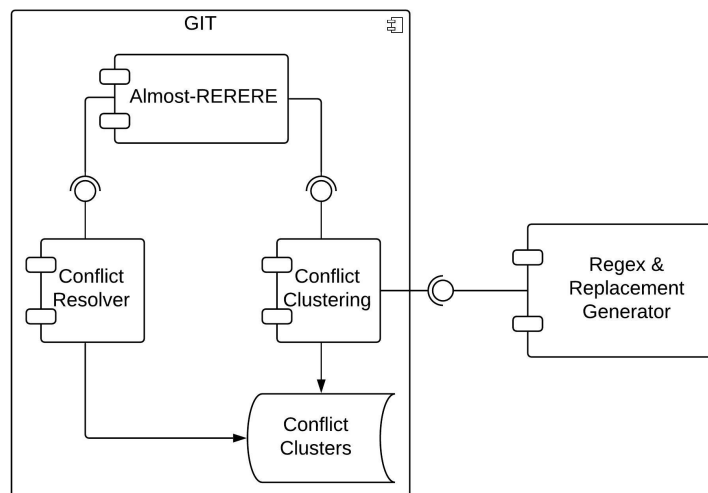 GIT
Almost-RERERE
Conflict
Resolver
Conflict
Clustering
Regex &
Replacement
Generator
Conflict
Clusters